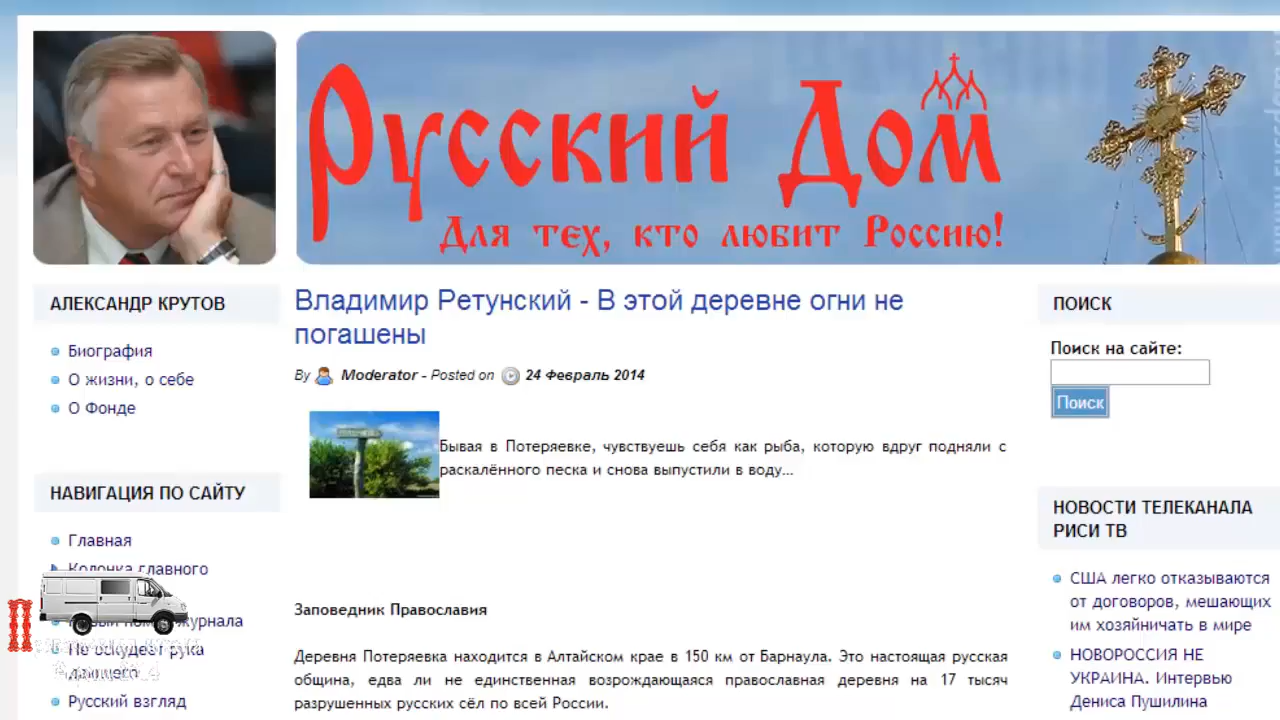 Русский Дом
Для тех, кто любит Россию!
АЛЕКСАНДР КРУТОВ
Биография
О жизни, о себе
О Фонде
НАВИГАЦИЯ ПО САЙТУ
Главная
Колонка главного
журнала
Не оскудеет рука
дающего
Русский взгляд
Владимир Ретунский - В этой деревне огни не
погашены
By Moderator - Posted on 24 Февраль 2014
Бывая в Потеряевке, чувствуешь себя как рыба, которую вдруг подняли с
раскалённого песка и снова выпустили в воду...
Заповедник Православия
Деревня Потеряевка находится в Алтайском крае в 150 км от Барнаула. Это настоящая русская
община, едва ли не единственная возрождающаяся православная деревня на 17 тысяч
разрушенных русских сёл по всей России.
ПОИСК
Поиск на сайте:
Поиск
НОВОСТИ ТЕЛЕКАНАЛА
РИСИ ТВ
США легко отказываются
от договоров, мешающих
им хозяйничать в мире
НОВОРОССИЯ НЕ
УКРАИНА. Интервью
Дениса Пушилина